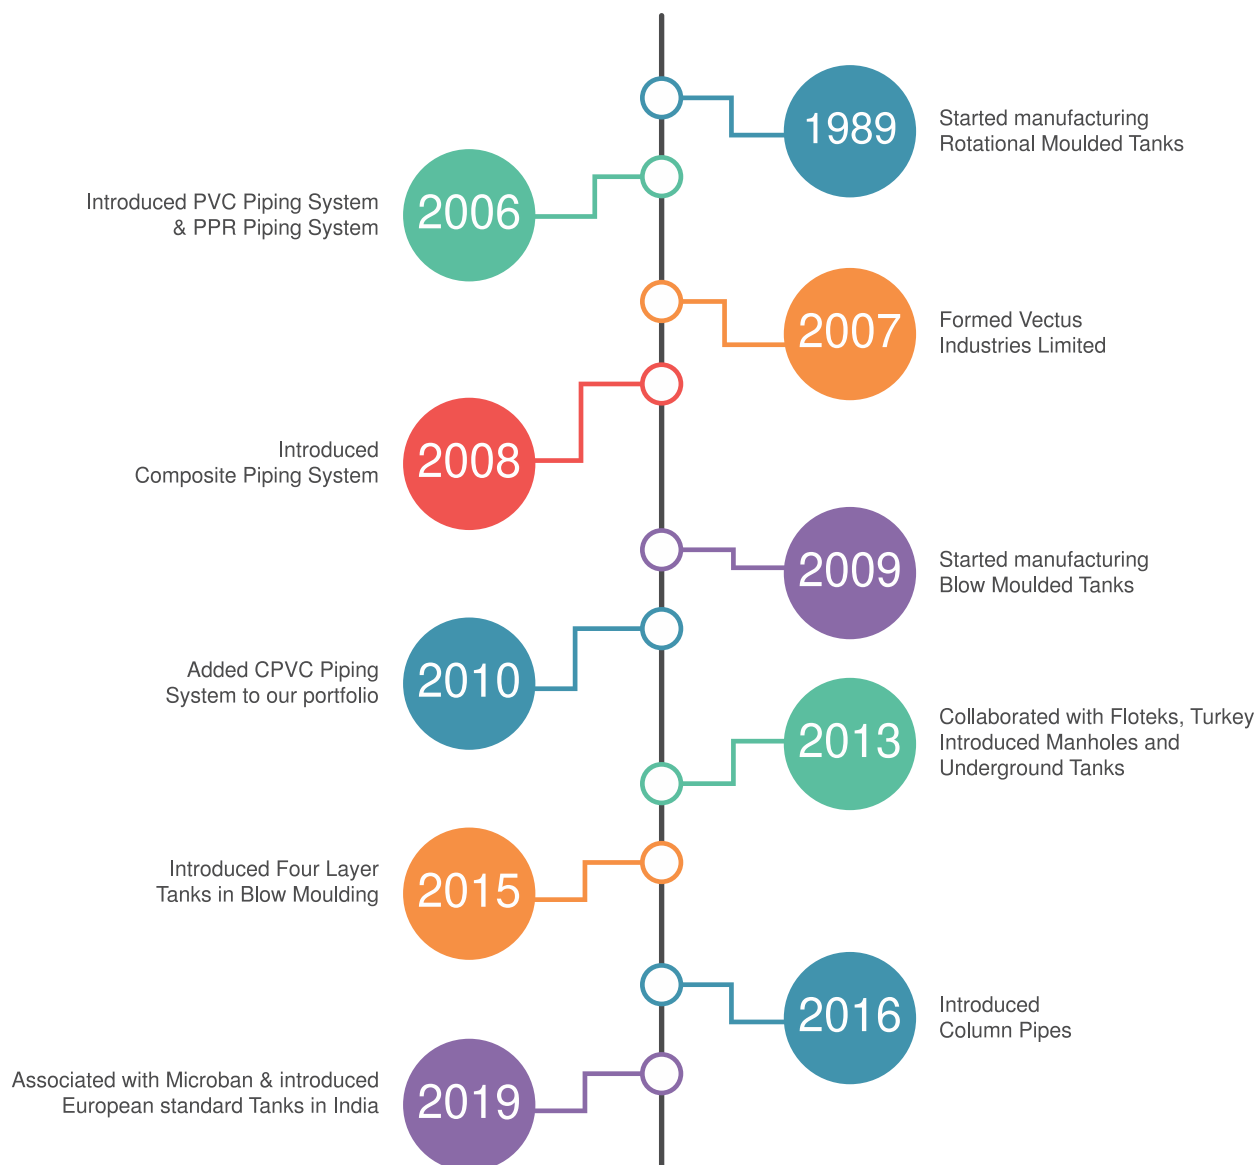 1989
Started manufacturing
Rotational Moulded Tanks
2006
Introduced PVC Piping System
& PPR Piping System
2007
Formed Vectus
Industries Limited
2008
Introduced
Composite Piping System
2009
Started manufacturing
Blow Moulded Tanks
2010
Added CPVC Piping
System to our portfolio
2013
Collaborated with Floteks, Turkey
Introduced Manholes and
Underground Tanks
2015
Introduced Four Layer
Tanks in Blow Moulding
2016
Introduced
Column Pipes
2019
Associated with Microban & introduced
European standard Tanks in India